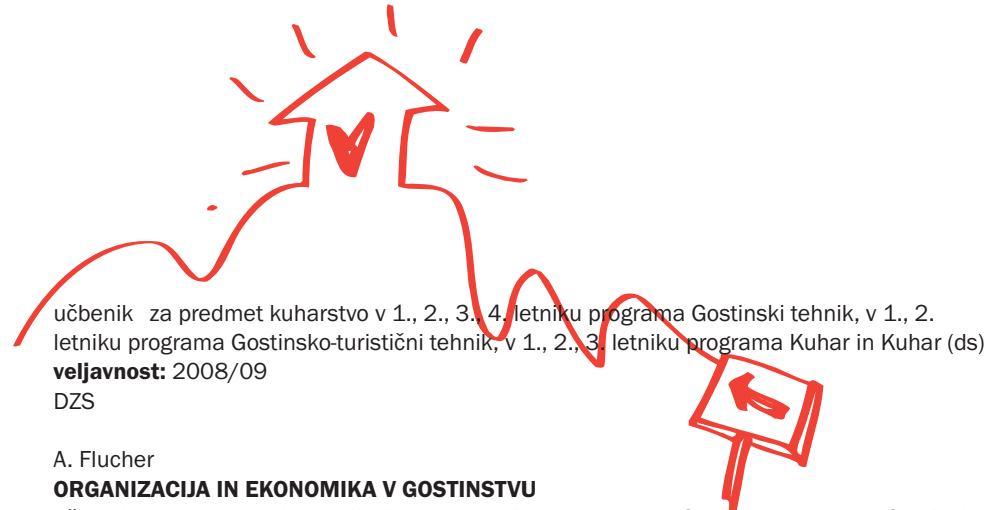 učbenik za predmet kuharstvo v 1., 2., 3., 4. letniku programa Gostinski tehnik, v 1., 2.
letniku programa Gostinsko-turistični tehnik, v 1., 2., 3. letniku programa Kuhar in Kuhar (ds)
veljavnost: 2008/09
DZS
A. Flucher
ORGANIZACIJA IN EKONOMIKA V GOSTINSTVU